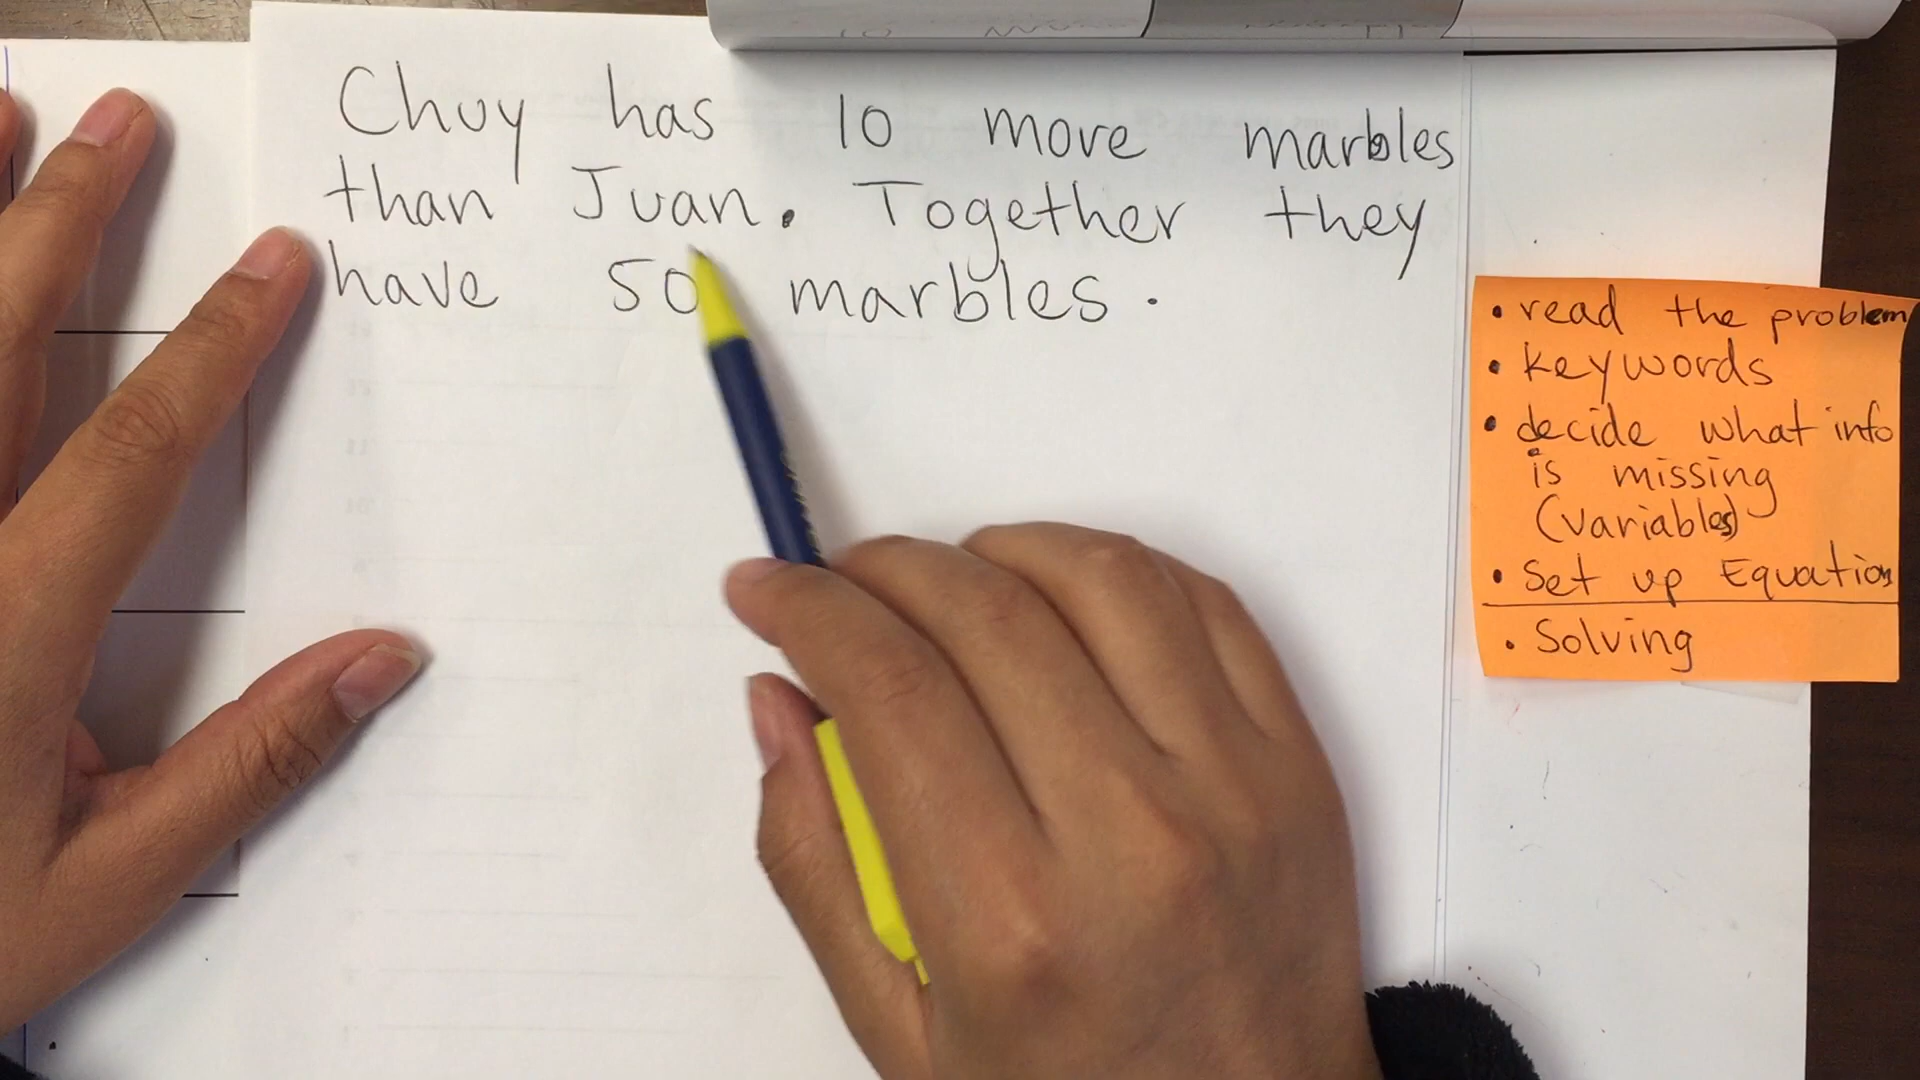 Chuy has 10 more marbles
than Juan. Together they
have 50 marbles.
• read the problem
• keywords
• decide what info
is missing
(variables)
• Set up Equation
• Solving